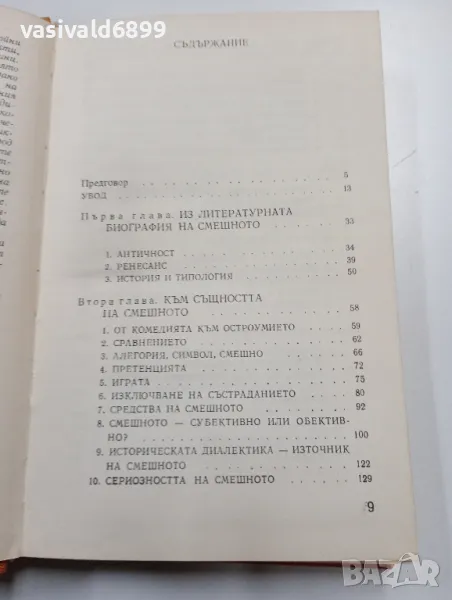 vasivald6899
СЪДЪРЖАНИЕ
Предговор . . . . . . . . . . . . . . . 5
УВОД . . . . . . . . . . . . . . . . 13
Първа глава. ИЗ ЛИТЕРАТУРНАТА
БИОГРАФИЯ НА СМЕШНОТО . . . . . . 33
1. АНТИЧНОСТ . . . . . . . . . . . . 34
2. РЕНЕСАНС . . . . . . . . . . . . 39
3. ИСТОРИЯ И ТИПОЛОГИЯ . . . . . . . 50
Втора глава. КЪМ СЪЩНОСТТА
НА СМЕШНОТО . . . . . . . . . . . . 58
1. ОТ КОМЕДИЯТА КЪМ ОСТРОУМИЕТО . . 59
2. СРАВНЕНИЕТО . . . . . . . . . . . 62
3. АЛЕГОРИЯ, СИМВОЛ, СМЕШНО . . . . 66
4. ПРЕТЕНЦИЯТА . . . . . . . . . . . 72
5. ИГРАТА . . . . . . . . . . . . . 75
6. ИЗКЛЮЧВАНЕ НА СЪСТРАДАНИЕТО . . . 80
7. СРЕДСТВА НА СМЕШНОТО . . . . . . 92
8. СМЕШНОТО — СУБЕКТИВНО ИЛИ ОБЕКТИВ-
НО? . . . . . . . . . . . . . . . 100
9. ИСТОРИЧЕСКАТА ДИАЛЕКТИКА — ИЗТОЧНИК
НА СМЕШНОТО . . . . . . . . . . . 122
10. СЕРИОЗНОСТТА НА СМЕШНОТО . . . . 129
9
BAZAR